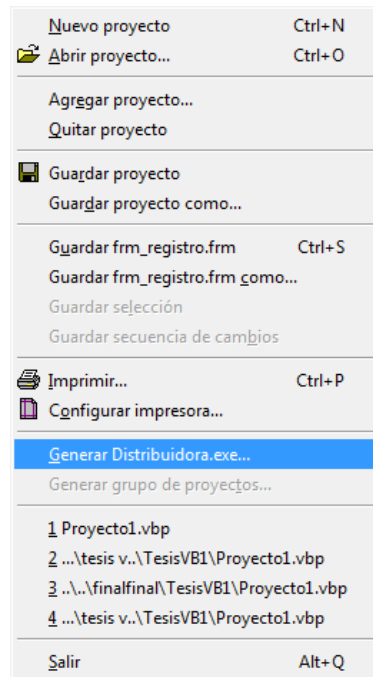 Nuevo proyecto Ctrl+N
Abrir proyecto... Ctrl+O
Agregar proyecto...
Quitar proyecto
Guardar proyecto
Guardar proyecto como...
Guardar frm_registro.frm Ctrl+S
Guardar frm_registro.frm como...
Guardar selección
Guardar secuencia de cambios
Imprimir... Ctrl+P
Configurar impresora...
Generar Distribuidora.exe...
Generar grupo de proyectos...
1 Proyecto1.vbp
2 ...\tesis v..\TesisVB1\Proyecto1.vbp
3 ..\..\finalfinal\TesisVB1\Proyecto1.vbp
4 ...\tesis v..\TesisVB1\Proyecto1.vbp
Salir Alt+Q